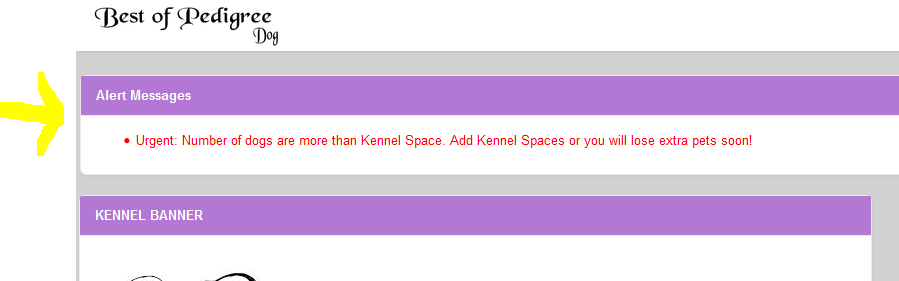 Best of Pedigree
Dog
Alert Messages
Urgent: Number of dogs are more than Kennel Space. Add Kennel Spaces or you will lose extra pets soon!
KENNEL BANNER